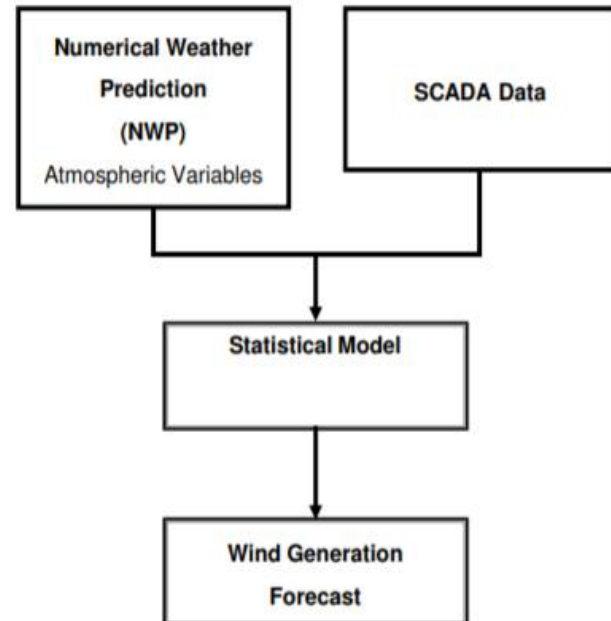 Numerical Weather
Prediction
(NWP)
Atmospheric Variables
SCADA Data
Statistical Model
Wind Generation
Forecast